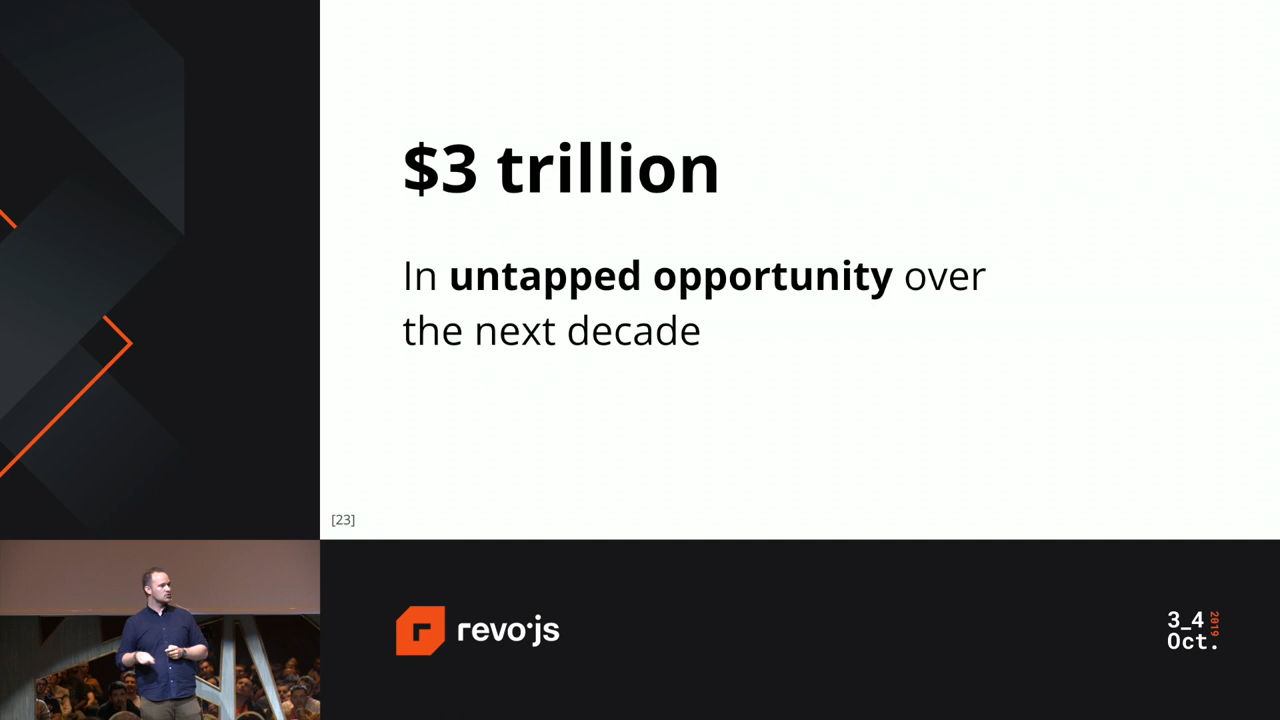 $3 trillion
In untapped opportunity over
the next decade
[23]
revo·js
3_4
Oct.
2019